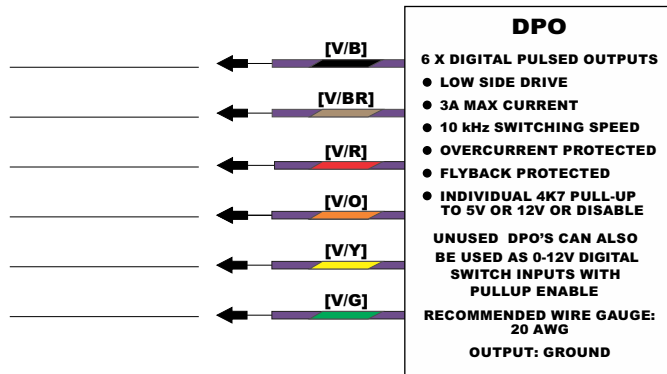 [V/B]
[V/BR]
[V/R]
[V/O]
[V/Y]
[V/G]
DPO
6 X DIGITAL PULSED OUTPUTS
● LOW SIDE DRIVE
● 3A MAX CURRENT
● 10 kHz SWITCHING SPEED
● OVERCURRENT PROTECTED
● FLYBACK PROTECTED
● INDIVIDUAL 4K7 PULL-UP
TO 5V OR 12V OR DISABLE
UNUSED DPO'S CAN ALSO
BE USED AS 0-12V DIGITAL
SWITCH INPUTS WITH
PULLUP ENABLE
RECOMMENDED WIRE GAUGE:
20 AWG
OUTPUT: GROUND